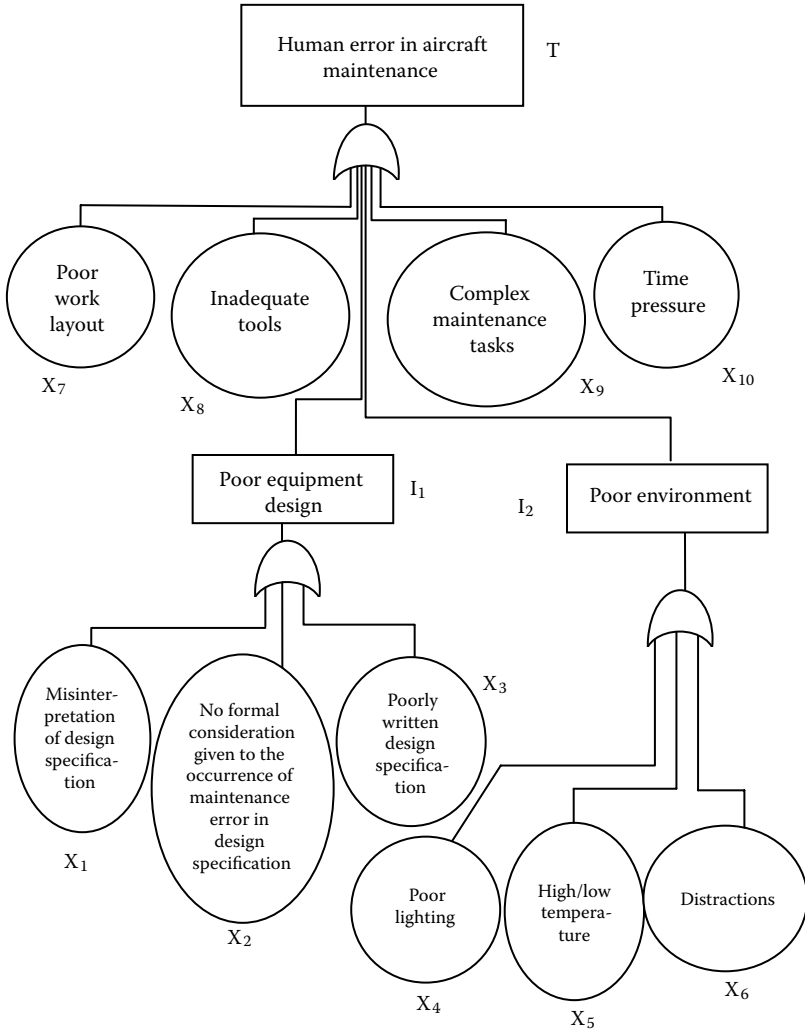 Human error in aircraft
maintenance
T
Poor
work
layout
X7
Inadequate
tools
X8
Complex
maintenance
tasks
X9
Time
pressure
X10
Poor equipment
design
I1
Poor environment
I2
Misinter-
pretation
of design
specifica-
tion
X1
No formal
consideration
given to the
occurrence of
maintenance
error in
design
specification
X2
Poorly
written
design
specifica-
tion
X3
Poor
lighting
X4
High/low
tempera-
ture
X5
Distractions
X6